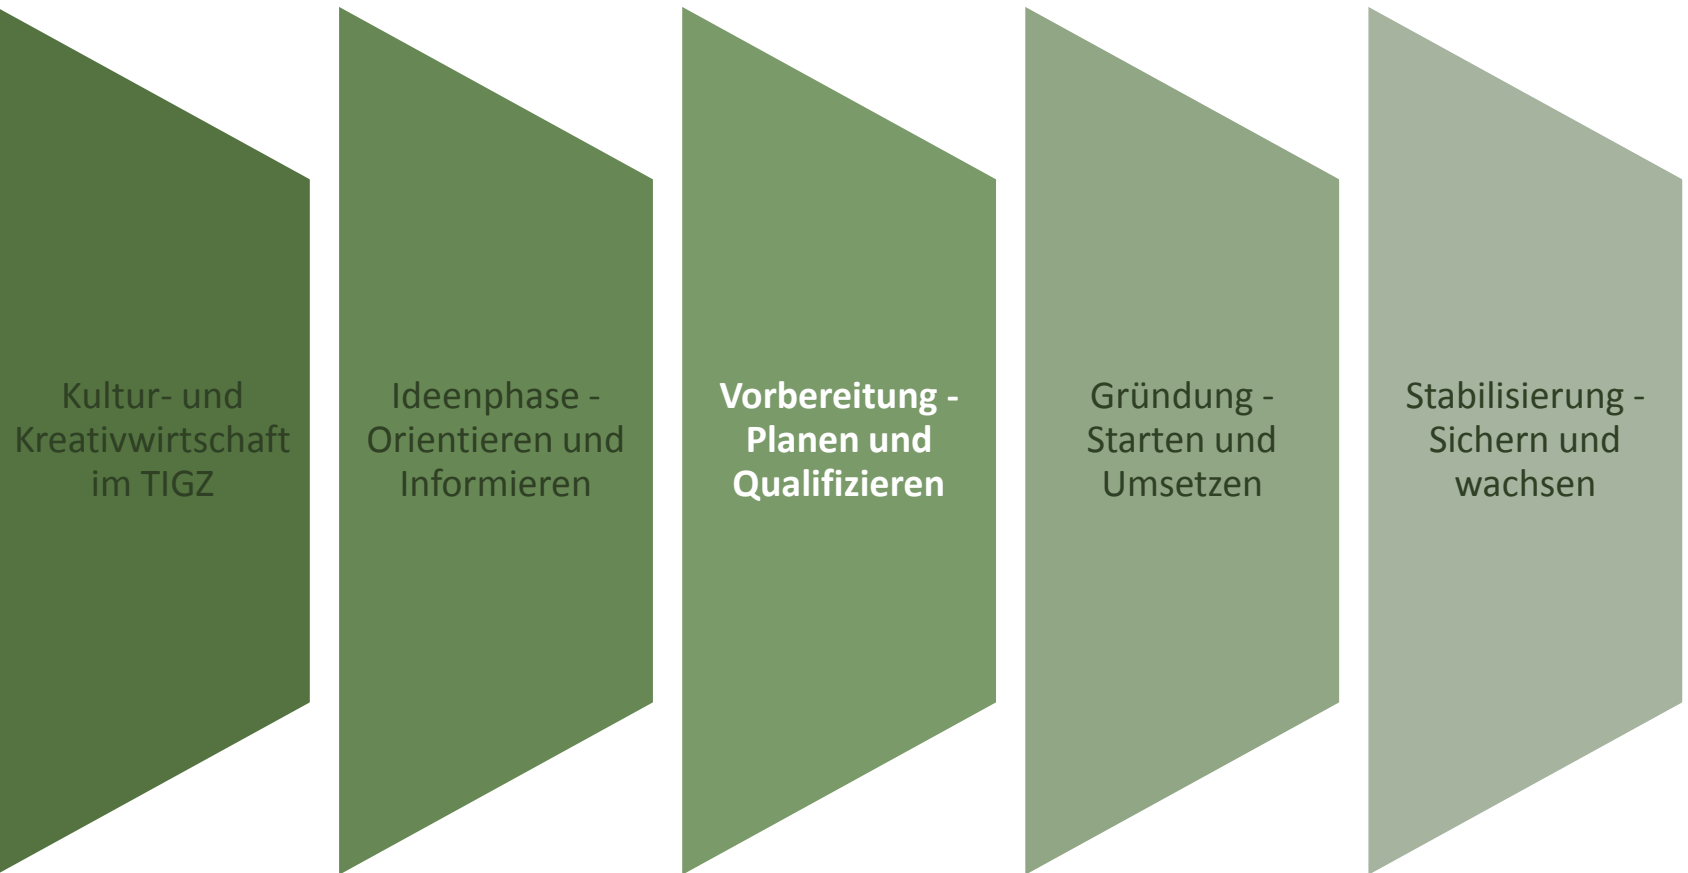 Kultur- und
Kreativwirtschaft
im TIGZ
Ideenphase -
Orientieren und
Informieren
Vorbereitung -
Planen und
Qualifizieren
Gründung -
Starten und
Umsetzen
Stabilisierung -
Sichern und
wachsen